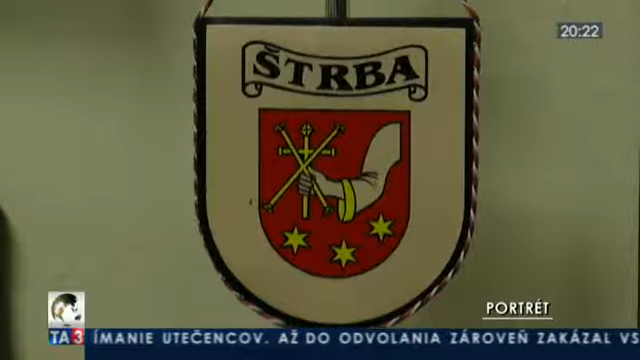 20:22
ŠTRBA
PORTRÉT
TA3
ÍMANIE UTEČENCOV. AŽ DO ODVOLANIA ZÁROVEŇ ZAKÁZAL VS